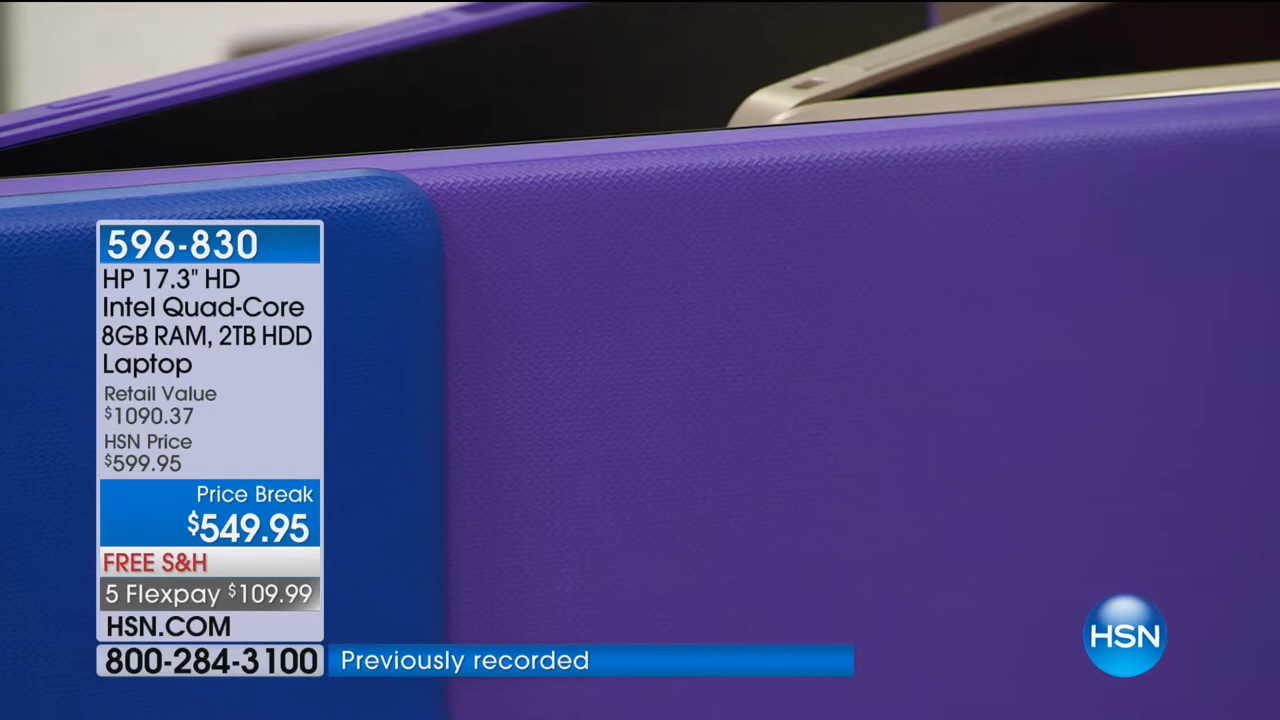 596-830
HP 17.3" HD
Intel Quad-Core
8GB RAM, 2TB HDD
Laptop
Retail Value
$1090.37
HSN Price
$599.95
Price Break
$549.95
FREE S&H
5 Flexpay $109.99
HSN.COM
800-284-3100
Previously recorded
HSN